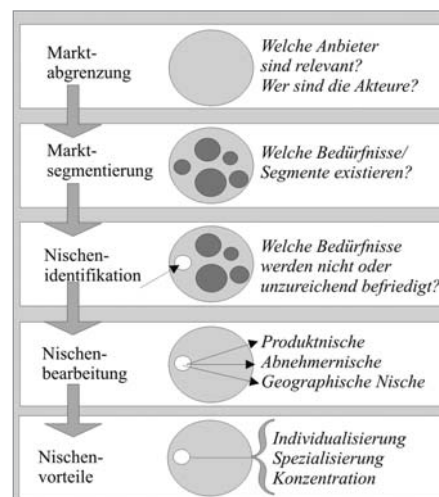 Markt-
abgrenzung
Welche Anbieter
sind relevant?
Wer sind die Akteure?
Markt-
segmentierung
Welche Bedürfnisse/
Segmente existieren?
Nischen-
identifikation
Welche Bedürfnisse
werden nicht oder
unzureichend befriedigt?
Nischen-
bearbeitung
Produktnische
Abnehmernische
Geographische Nische
Nischen-
vorteile
Individualisierung
Spezialisierung
Konzentration